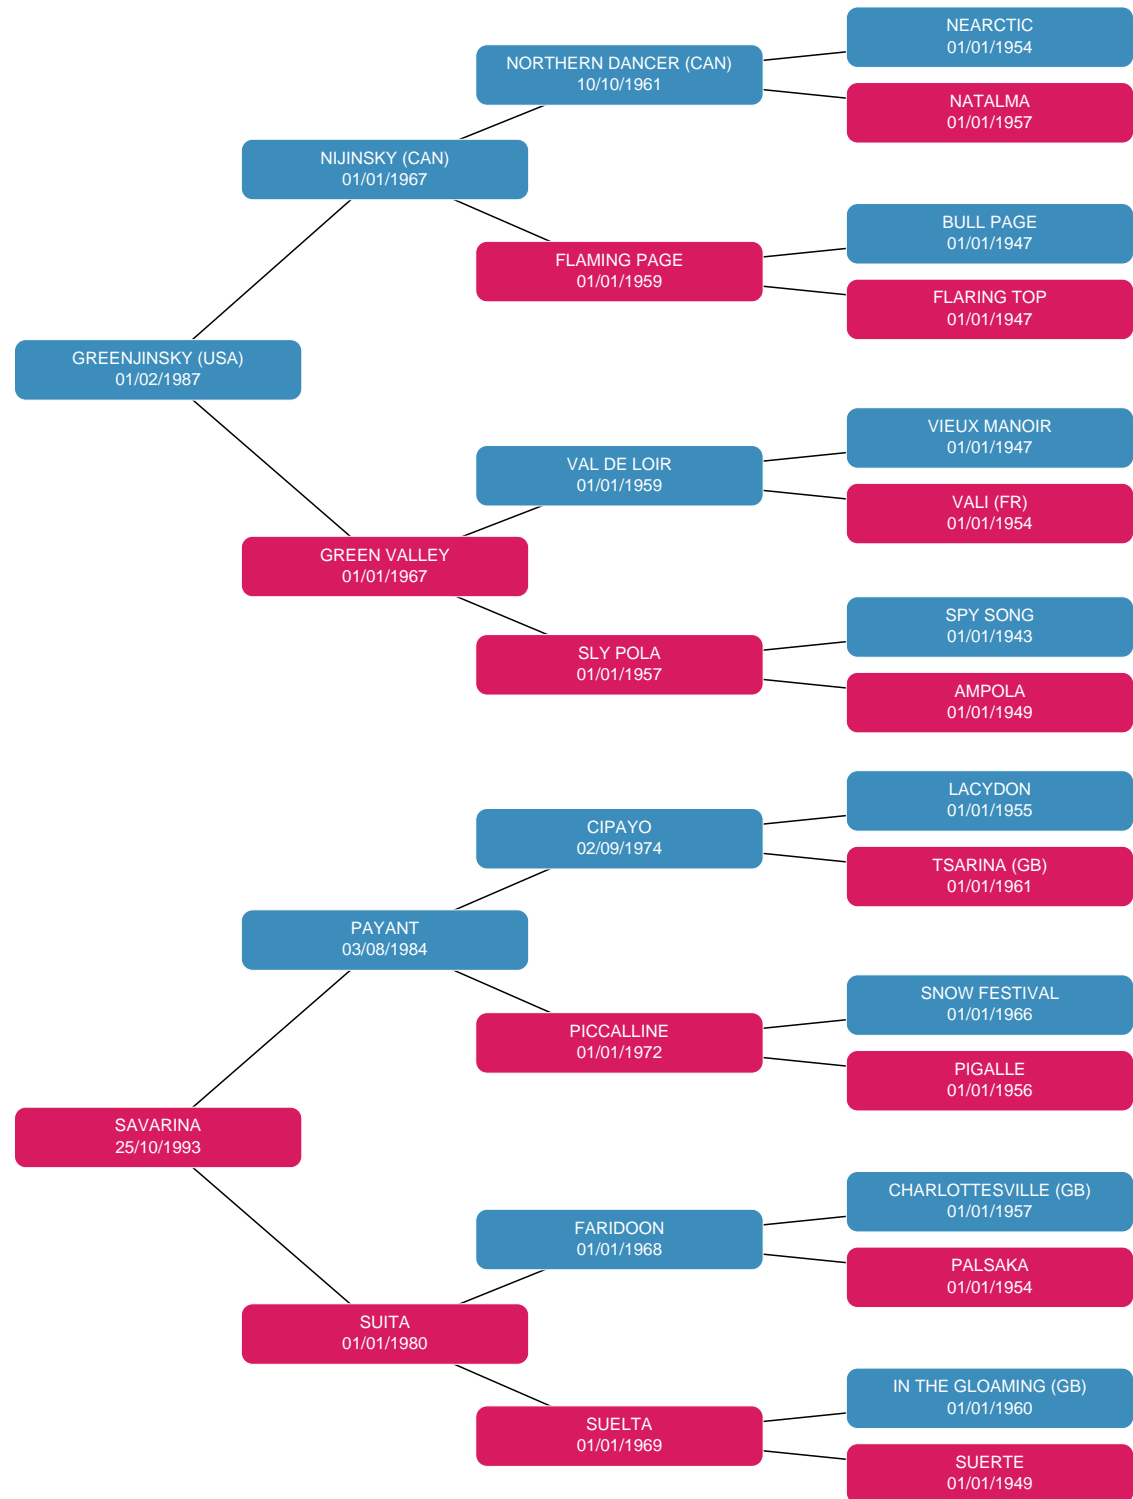 NEARCTIC
01/01/1954
NORTHERN DANCER (CAN)
10/10/1961
NATALMA
01/01/1957
NIJINSKY (CAN)
01/01/1967
BULL PAGE
01/01/1947
FLAMING PAGE
01/01/1959
FLARING TOP
01/01/1947
GREENJINSKY (USA)
01/02/1987
VIEUX MANOIR
01/01/1947
VAL DE LOIR
01/01/1959
VALI (FR)
01/01/1954
GREEN VALLEY
01/01/1967
SPY SONG
01/01/1943
SLY POLA
01/01/1957
AMPOLA
01/01/1949
LACYDON
01/01/1955
CIPAYO
02/09/1974
TSARINA (GB)
01/01/1961
PAYANT
03/08/1984
SNOW FESTIVAL
01/01/1966
PICCALLINE
01/01/1972
PIGALLE
01/01/1956
SAVARINA
25/10/1993
CHARLOTTESVILLE (GB)
01/01/1957
FARIDOON
01/01/1968
PALSAKA
01/01/1954
SUITA
01/01/1980
IN THE GLOAMING (GB)
01/01/1960
SUELTA
01/01/1969
SUERTE
01/01/1949